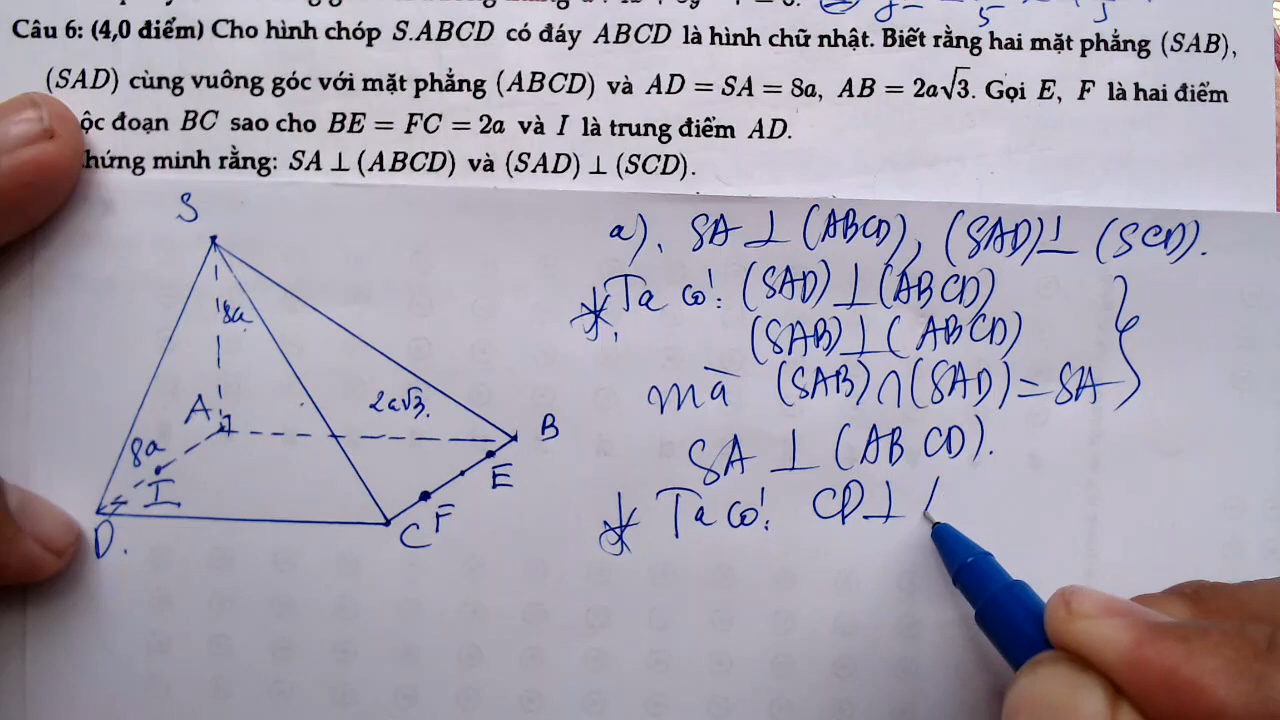 Câu 6: (4,0 điểm) Cho hình chóp S.ABCD có đáy ABCD là hình chữ nhật. Biết rằng hai mặt phẳng (SAB),
(SAD) cùng vuông góc với mặt phẳng (ABCD) và AD = SA = 8a, AB = 2a√3. Gọi E, F là hai điểm
ộc đoạn BC sao cho BE = FC = 2a và I là trung điểm AD.
hứng minh rằng: SA ⊥ (ABCD) và (SAD) ⊥ (SCD).
S
8a
A
2a√3.
B
8a
I
E
F
C
D.
a). SA ⊥ (ABCD), (SAD) ⊥ (SCD).
* Ta có: (SAD) ⊥ (ABCD)
(SAB) ⊥ (ABCD)
mà (SAB) ∩ (SAD) = SA
SA ⊥ (ABCD).
* Ta có: CD ⊥ (